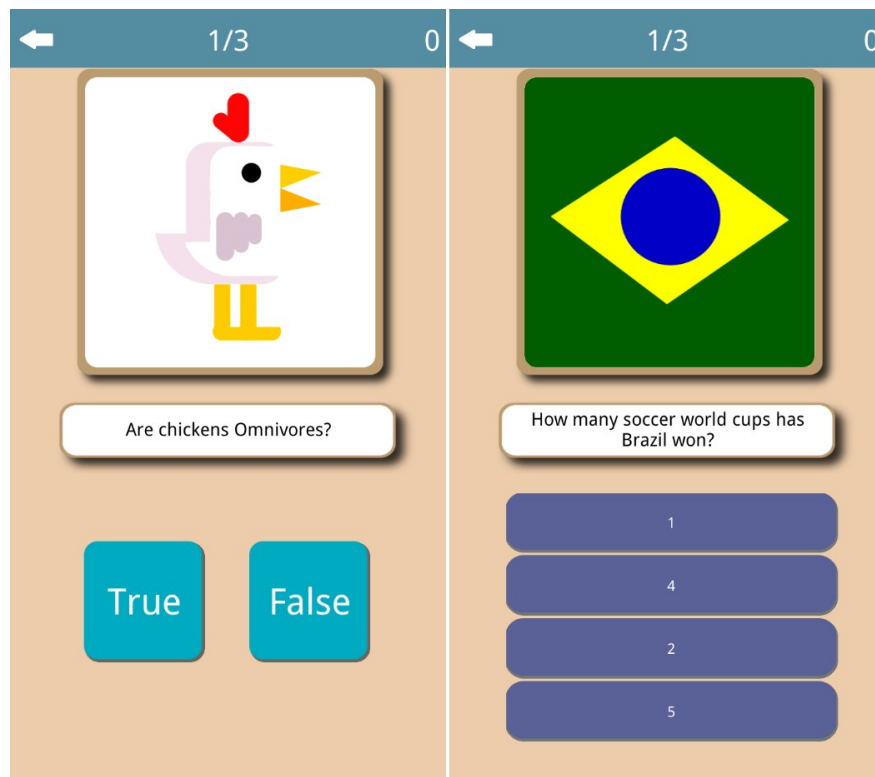 1/3
0
Are chickens Omnivores?
True
False
1/3
0
How many soccer world cups has
Brazil won?
1
4
2
5